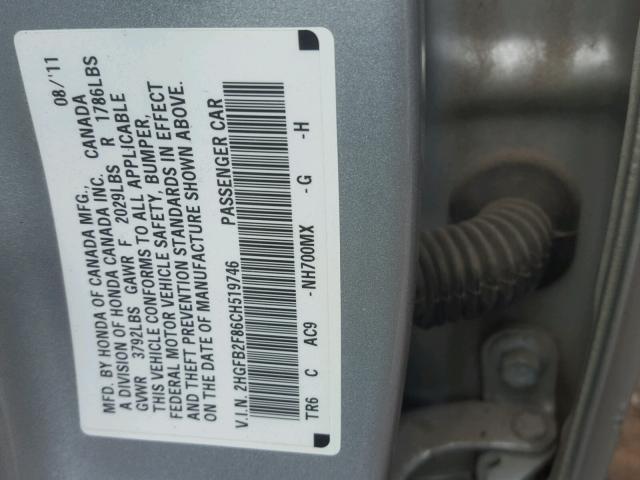 MFD. BY HONDA OF CANADA MFG., 08/'11
A DIVISION OF HONDA CANADA INC. CANADA
GVWR 3792LBS GAWR F 2029LBS R 1786LBS
THIS VEHICLE CONFORMS TO ALL APPLICABLE
FEDERAL MOTOR VEHICLE SAFETY, BUMPER,
AND THEFT PREVENTION STANDARDS IN EFFECT
ON THE DATE OF MANUFACTURE SHOWN ABOVE.
V.I.N. 2HGFB2F86CH519746 PASSENGER CAR
TR6 C AC9 -NH700MX -G -H